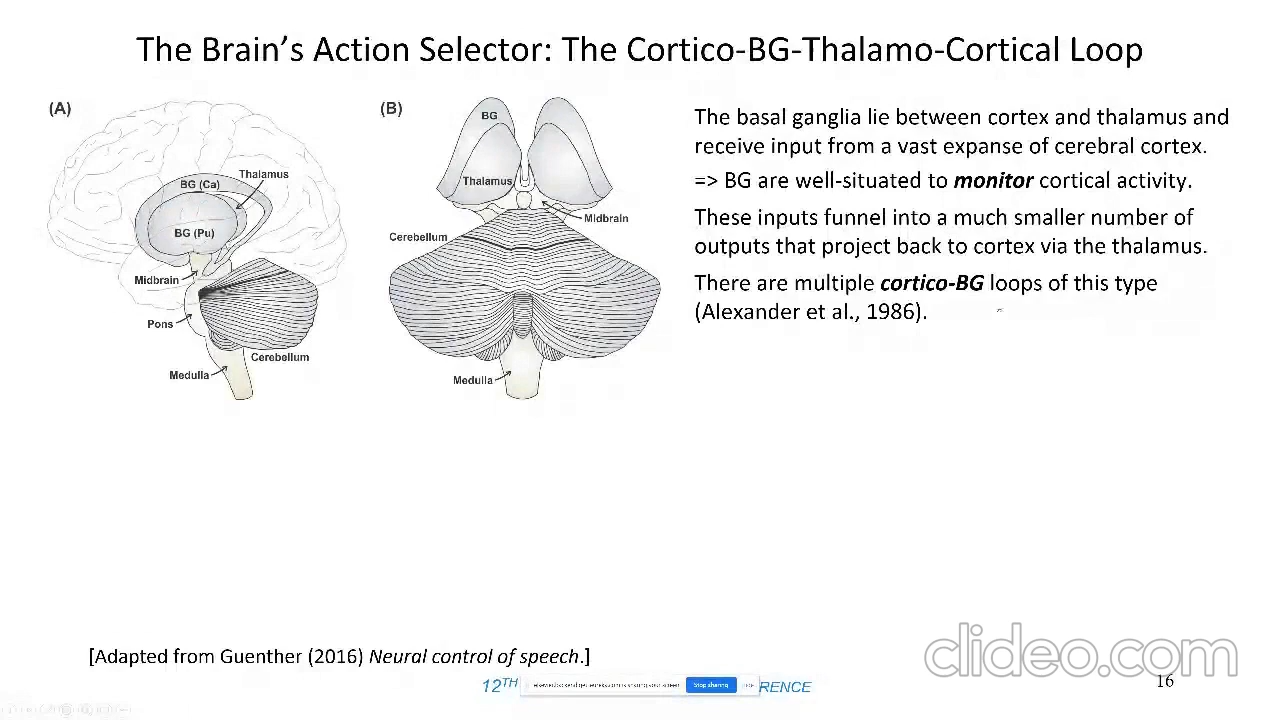 The Brain’s Action Selector: The Cortico-BG-Thalamo-Cortical Loop
(A)
Thalamus
BG (Ca)
BG (Pu)
Midbrain
Pons
Cerebellum
Medulla
(B)
BG
Thalamus
Midbrain
Cerebellum
Medulla
The basal ganglia lie between cortex and thalamus and
receive input from a vast expanse of cerebral cortex.
=> BG are well-situated to monitor cortical activity.
These inputs funnel into a much smaller number of
outputs that project back to cortex via the thalamus.
There are multiple cortico-BG loops of this type
(Alexander et al., 1986).
[Adapted from Guenther (2016) Neural control of speech.]
clideo.com
12TH
is sharing your screen
Stop sharing
RENCE
16